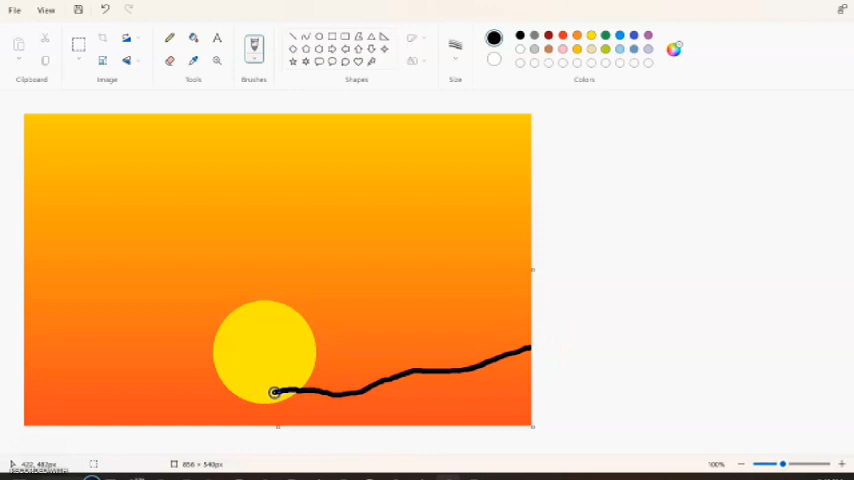 File View
Clipboard Image Tools Brushes Shapes Size Colors
422, 482px 856 × 540px 100%